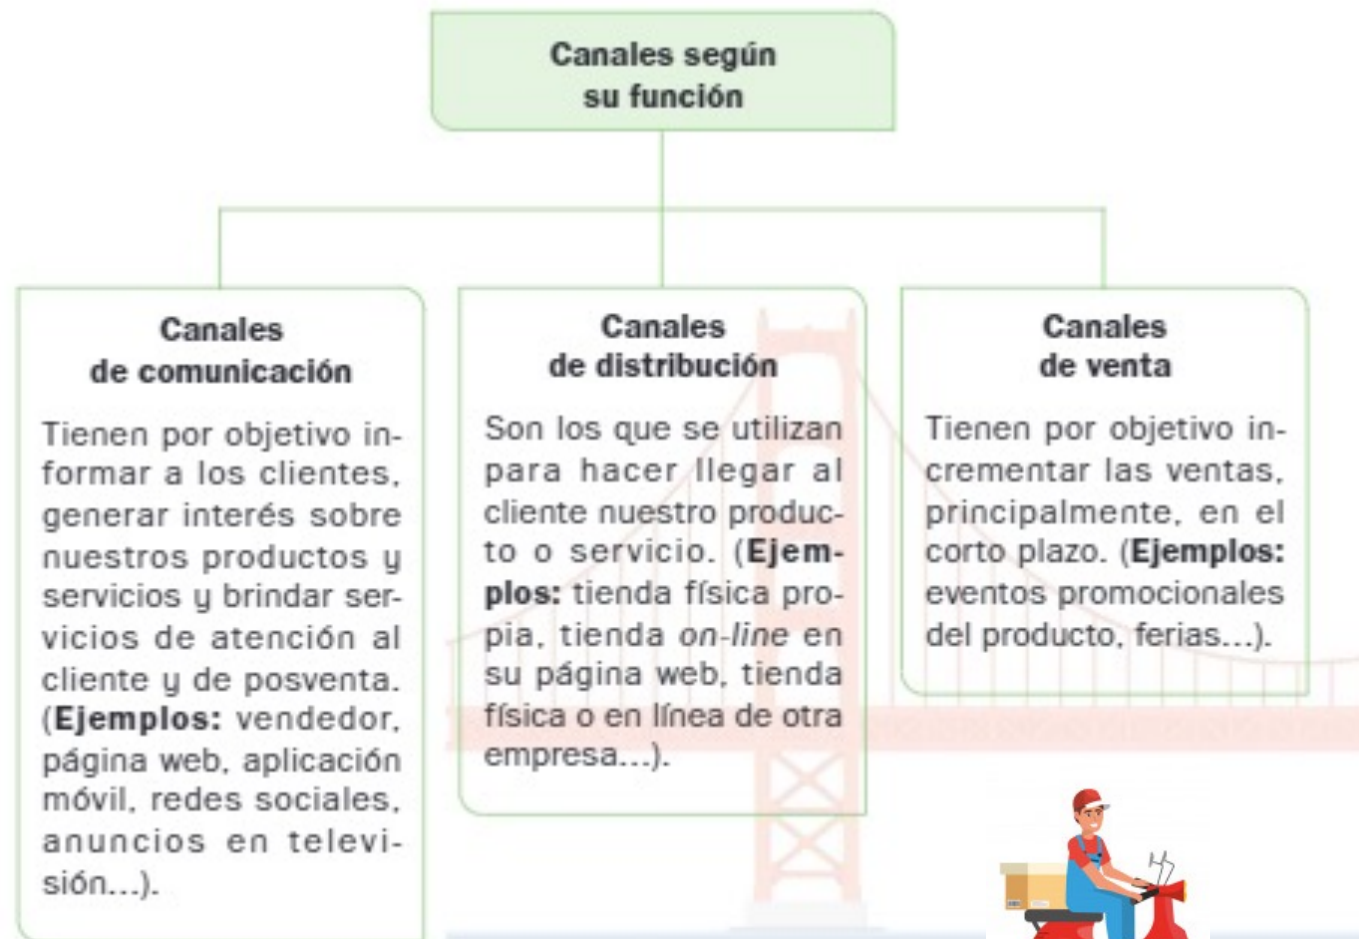 Canales según
su función
Canales
de comunicación
Tienen por objetivo in-
formar a los clientes,
generar interés sobre
nuestros productos y
servicios y brindar ser-
vicios de atención al
cliente y de posventa.
(Ejemplos: vendedor,
página web, aplicación
móvil, redes sociales,
anuncios en televi-
sión...).
Canales
de distribución
Son los que se utilizan
para hacer llegar al
cliente nuestro produc-
to o servicio. (Ejem-
plos: tienda física pro-
pia, tienda on-line en
su página web, tienda
física o en línea de otra
empresa...).
Canales
de venta
Tienen por objetivo in-
crementar las ventas,
principalmente, en el
corto plazo. (Ejemplos:
eventos promocionales
del producto, ferias...).